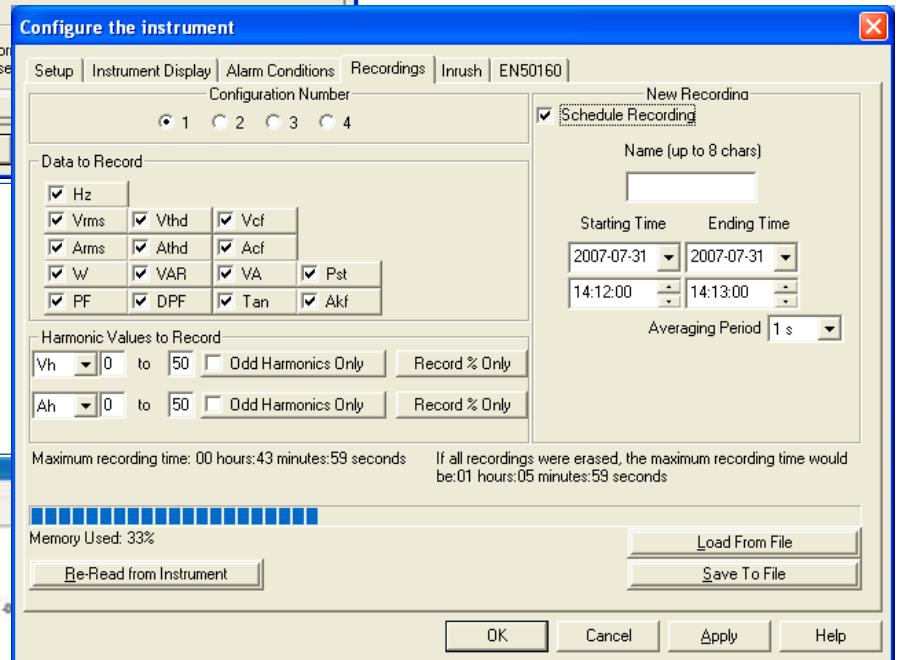 Configure the instrument
Setup Instrument Display Alarm Conditions Recordings Inrush EN50160
Configuration Number
1 2 3 4
Data to Record
Hz
Vrms Vthd Vcf
Arms Athd Acf
W VAR VA Pst
PF DPF Tan Akf
Harmonic Values to Record
Vh 0 to 50 Odd Harmonics Only Record % Only
Ah 0 to 50 Odd Harmonics Only Record % Only
New Recording
Schedule Recording
Name (up to 8 chars)
Starting Time Ending Time
2007-07-31 2007-07-31
14:12:00 14:13:00
Averaging Period 1 s
Maximum recording time: 00 hours:43 minutes:59 seconds
If all recordings were erased, the maximum recording time would
be:01 hours:05 minutes:59 seconds
Memory Used: 33%
Load From File
Re-Read from Instrument
Save To File
OK Cancel Apply Help